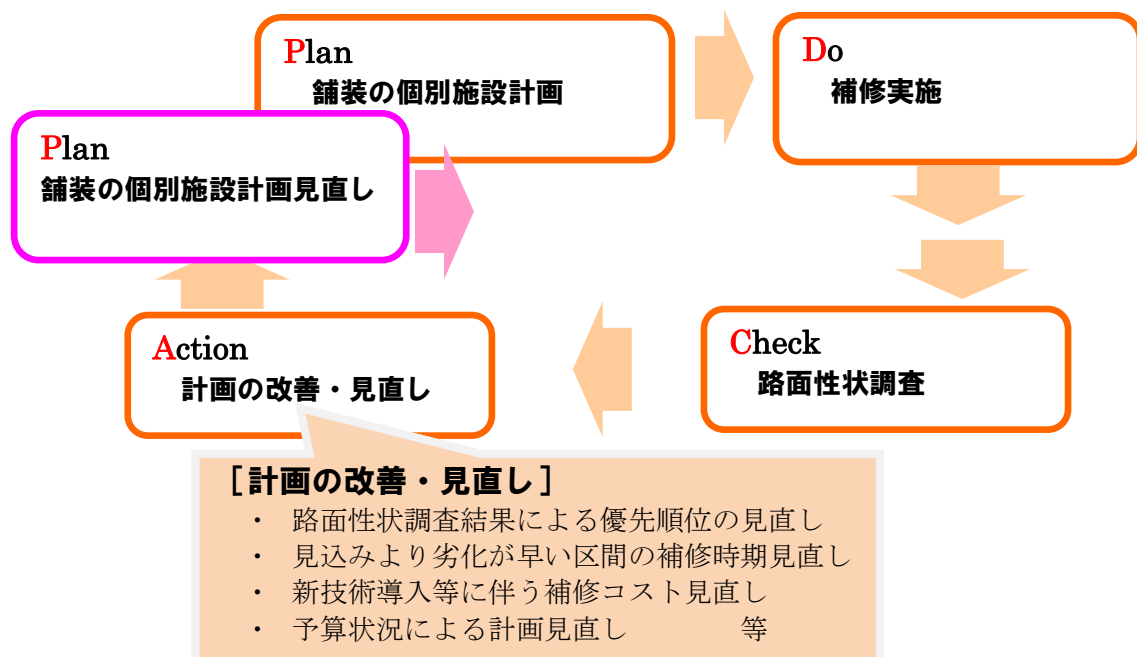 Plan
舗装の個別施設計画
Do
補修実施
Plan
舗装の個別施設計画見直し
Check
路面性状調査
Action
計画の改善・見直し
［計画の改善・見直し］
・ 路面性状調査結果による優先順位の見直し
・ 見込みより劣化が早い区間の補修時期見直し
・ 新技術導入等に伴う補修コスト見直し
・ 予算状況による計画見直し 等